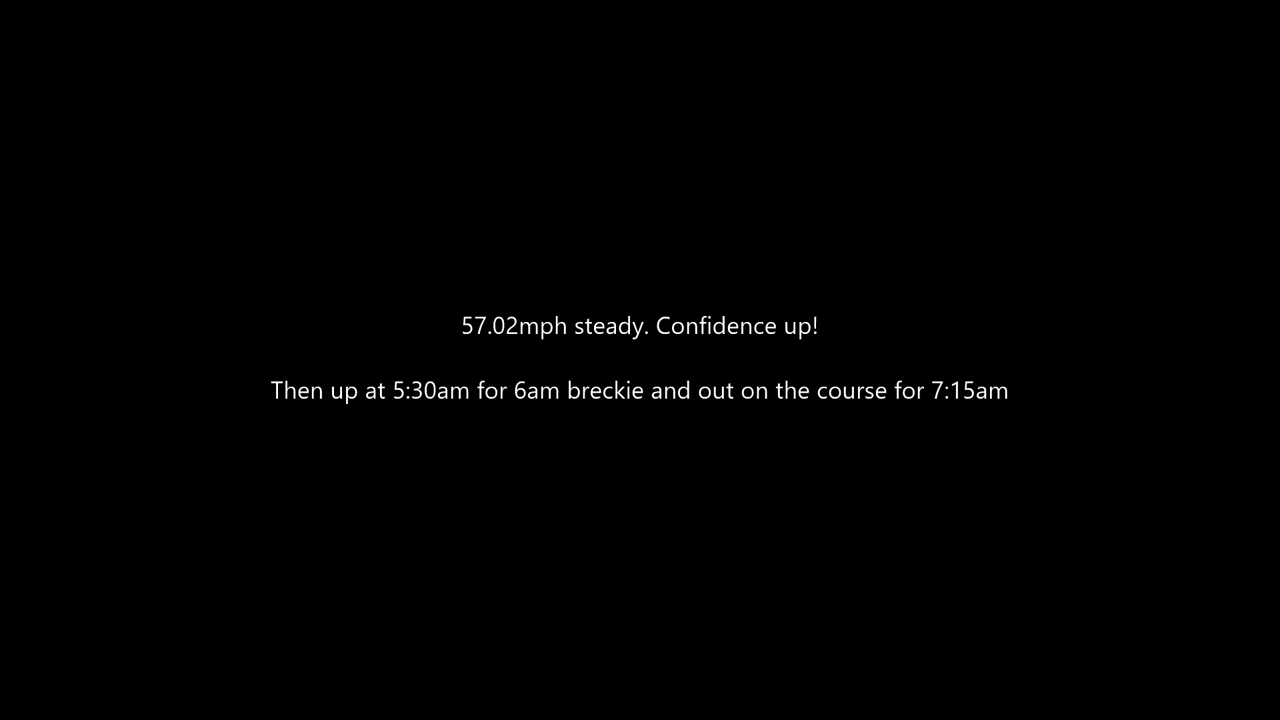 57.02mph steady. Confidence up!
Then up at 5:30am for 6am breckie and out on the course for 7:15am